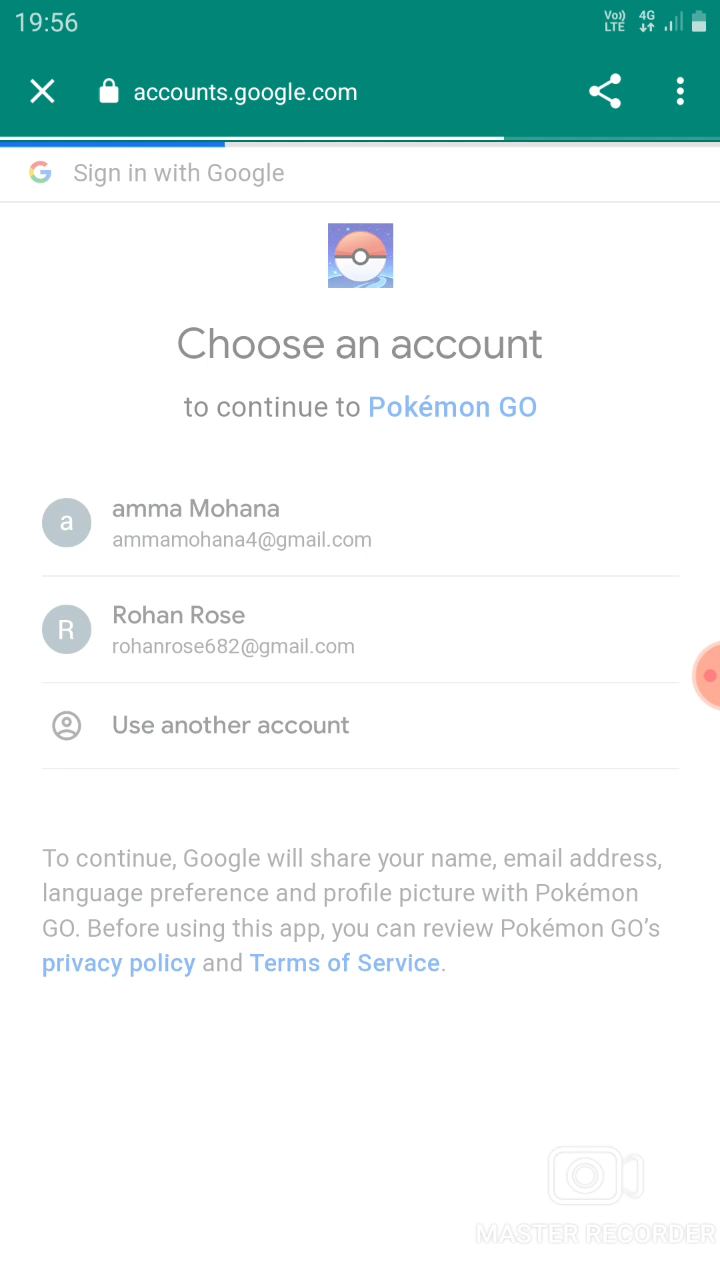 19:56
Vo)) 4G
LTE
accounts.google.com
Sign in with Google
Choose an account
to continue to Pokémon GO
a
amma Mohana
ammamohana4@gmail.com
R
Rohan Rose
rohanrose682@gmail.com
Use another account
To continue, Google will share your name, email address,
language preference and profile picture with Pokémon
GO. Before using this app, you can review Pokémon GO’s
privacy policy and Terms of Service.
MASTER RECORDER